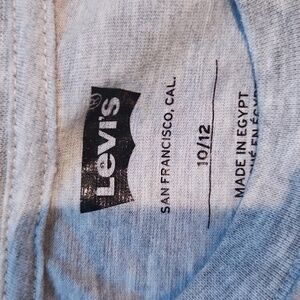 Levi's
SAN FRANCISCO, CAL.
10/12
MADE IN EGYPT